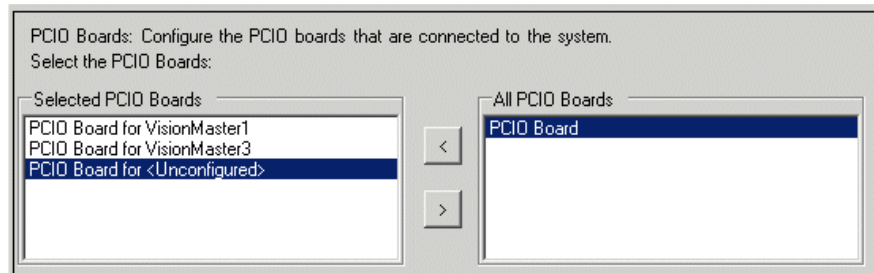 PCIO Boards: Configure the PCIO boards that are connected to the system.
Select the PCIO Boards:
Selected PCIO Boards
PCIO Board for VisionMaster1
PCIO Board for VisionMaster3
PCIO Board for <Unconfigured>
<
>
All PCIO Boards
PCIO Board